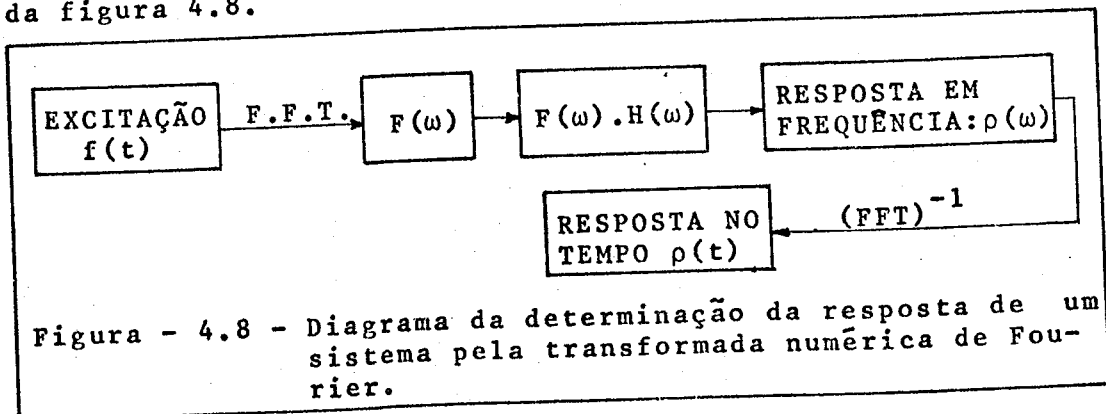 da figura 4.8.
EXCITAÇÃO
f(t)
F.F.T.
F(ω)
F(ω).H(ω)
RESPOSTA EM
FREQUÊNCIA:ρ(ω)
(FFT)⁻¹
RESPOSTA NO
TEMPO ρ(t)
Figura - 4.8 - Diagrama da determinação da resposta de um
sistema pela transformada numérica de Fou-
rier.